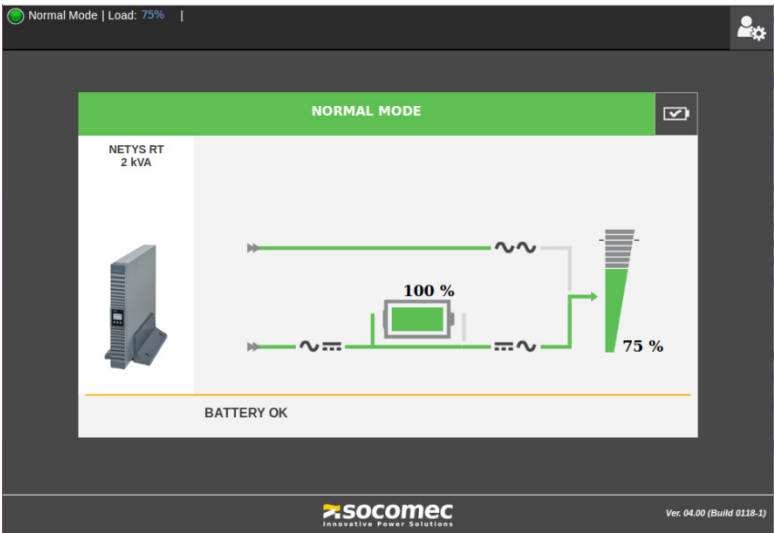 Normal Mode | Load: 75% |
NORMAL MODE
NETYS RT
2 kVA
100 %
75 %
BATTERY OK
socomec
Innovative Power Solutions
Ver. 04.00 (Build 0118-1)